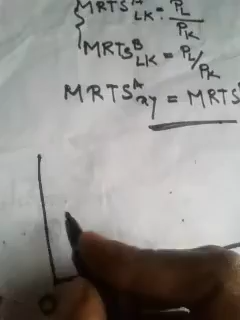 MRTS^A_LK = P_L/P_K
MRTS^B_LK = P_L/P_K
MRTS^A_xy = MRTS
O